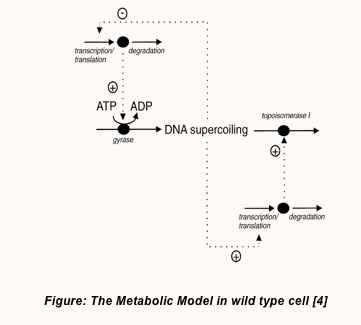 -
transcription/
translation
degradation
+
ATP ADP
gyrase
DNA supercoiling
topoisomerase I
+
transcription/
translation
degradation
+
Figure: The Metabolic Model in wild type cell [4]